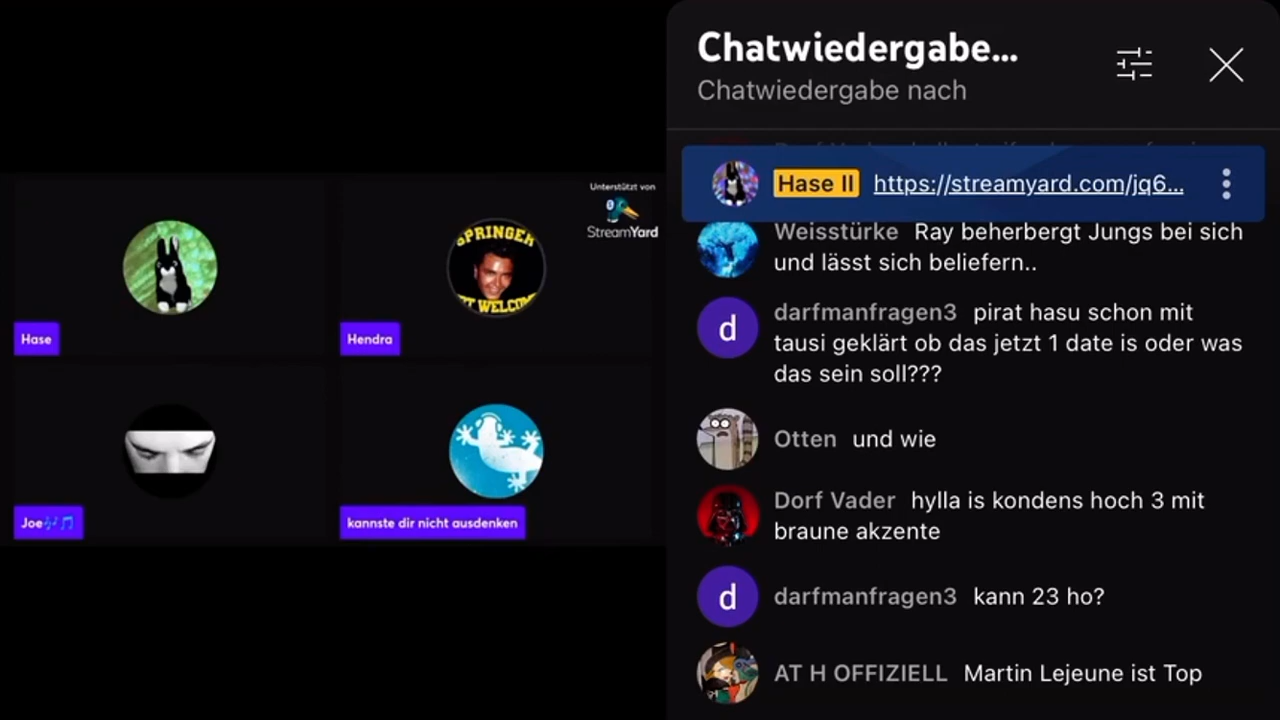 Chatwiedergabe...
Chatwiedergabe nach
Hase II https://streamyard.com/jq6...
Weisstürke Ray beherbergt Jungs bei sich
und lässt sich beliefern..
d
darfmanfragen3 pirat hasu schon mit
tausi geklärt ob das jetzt 1 date is oder was
das sein soll???
Otten und wie
Dorf Vader hylla is kondens hoch 3 mit
braune akzente
d
darfmanfragen3 kann 23 ho?
AT H OFFIZIELL Martin Lejeune ist Top
Unterstützt von
StreamYard
Hase
SPRINGER
WELCOME
Hendra
Joe🎶🎵
kannste dir nicht ausdenken